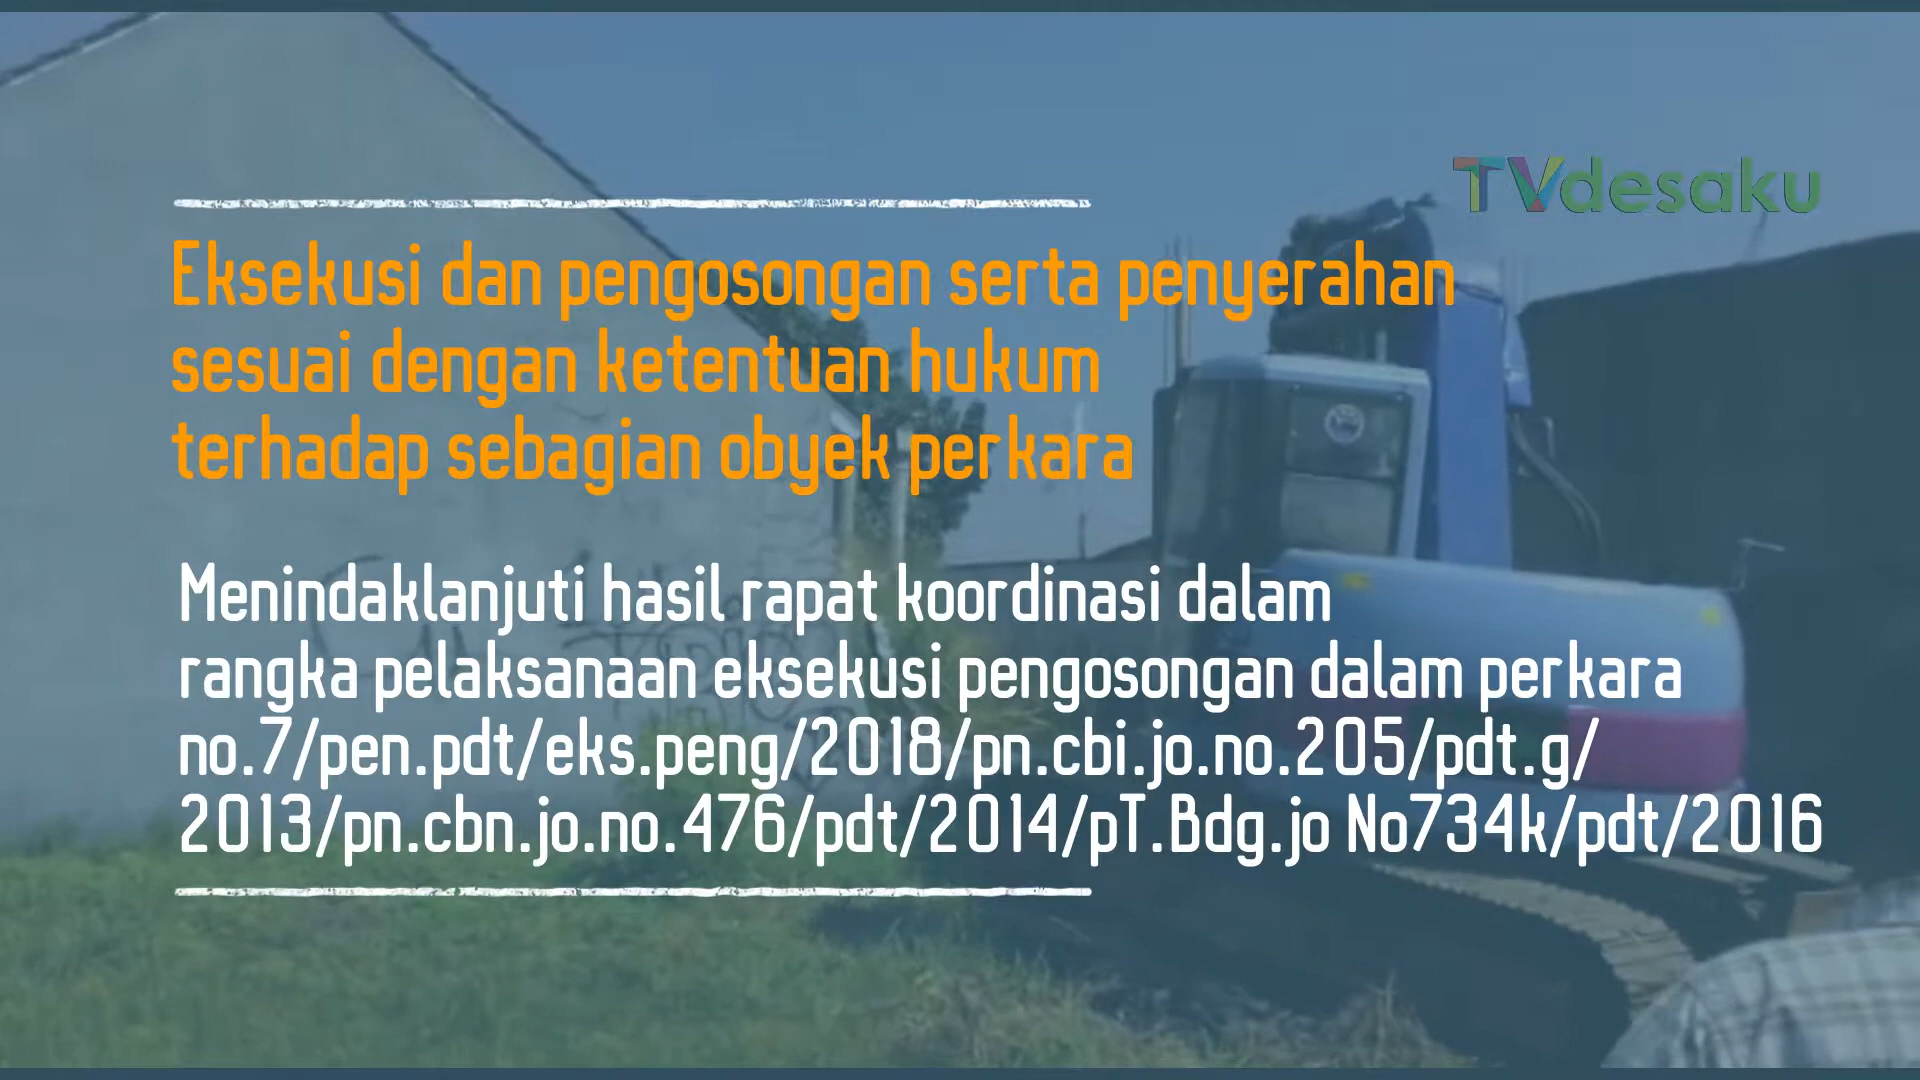 TVdesaku
Eksekusi dan pengosongan serta penyerahan
sesuai dengan ketentuan hukum
terhadap sebagian obyek perkara
Menindaklanjuti hasil rapat koordinasi dalam
rangka pelaksanaan eksekusi pengosongan dalam perkara
no.7/pen.pdt/eks.peng/2018/pn.cbi.jo.no.205/pdt.g/
2013/pn.cbn.jo.no.476/pdt/2014/pT.Bdg.jo No734k/pdt/2016